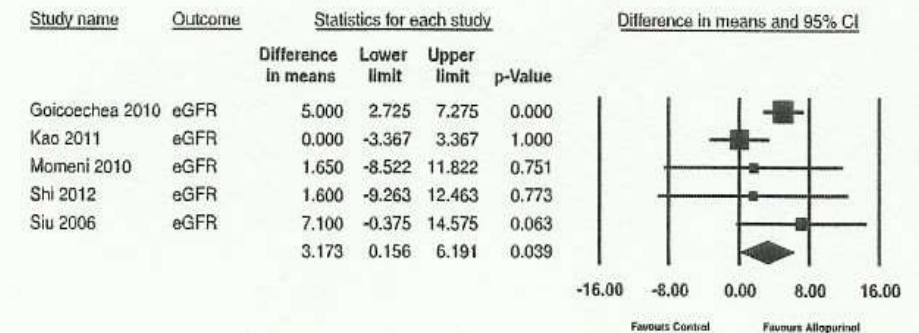 Study name Outcome Statistics for each study Difference in means and 95% CI
Difference in means Lower limit Upper limit p-Value
Goicoechea 2010 eGFR 5.000 2.725 7.275 0.000
Kao 2011 eGFR 0.000 -3.367 3.367 1.000
Momeni 2010 eGFR 1.650 -8.522 11.822 0.751
Shi 2012 eGFR 1.600 -9.263 12.463 0.773
Siu 2006 eGFR 7.100 -0.375 14.575 0.063
3.173 0.156 6.191 0.039
-16.00 -8.00 0.00 8.00 16.00
Favours Control Favours Allopurinol